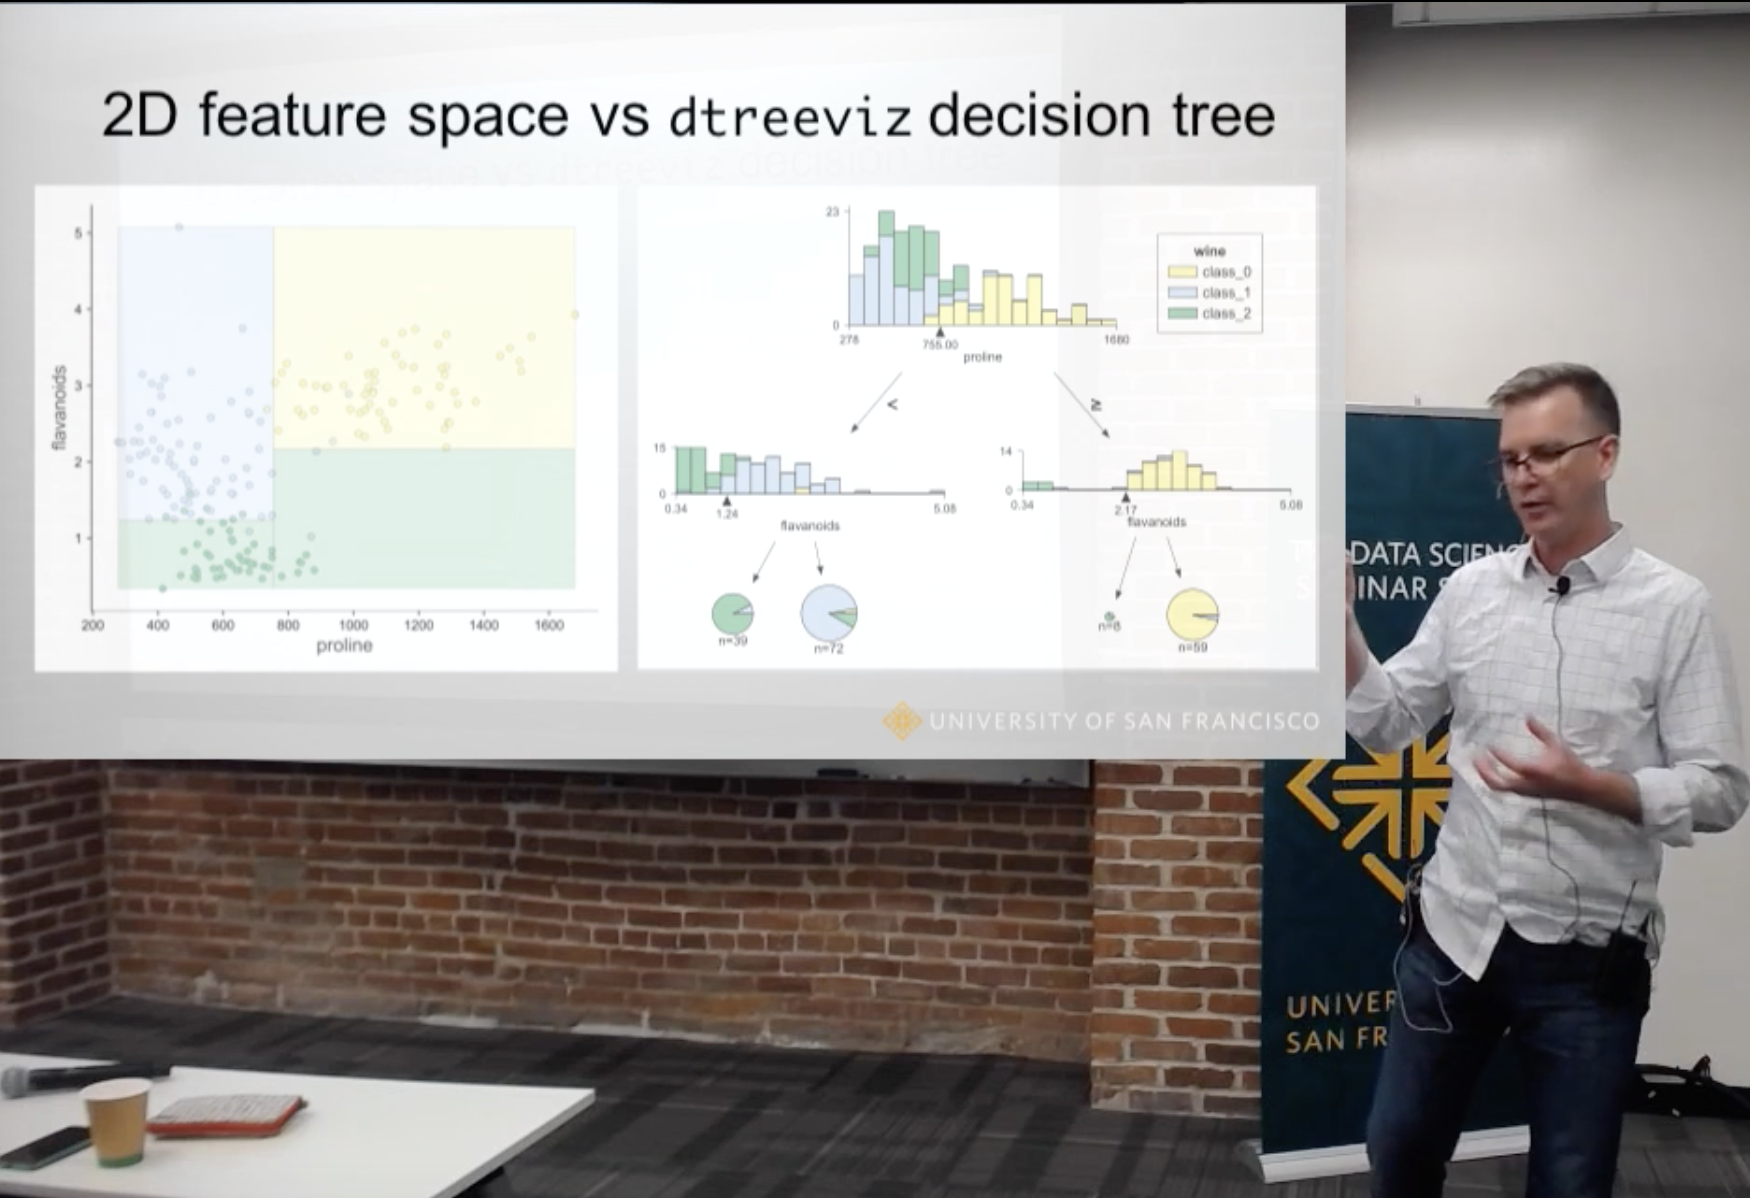 2D feature space vs dtreeviz decision tree
5
4
3
2
1
flavanoids
200 400 600 800 1000 1200 1400 1600
proline
23
0
278 755.00 1680
proline
wine
class_0
class_1
class_2
< ≥
15
0
0.34 1.24 5.08
flavanoids
14
0
0.34 2.17 5.08
flavanoids
n=39 n=72 n=8 n=59
UNIVERSITY OF SAN FRANCISCO
DATA SCIENC
INAR S
UNIVER
SAN FR